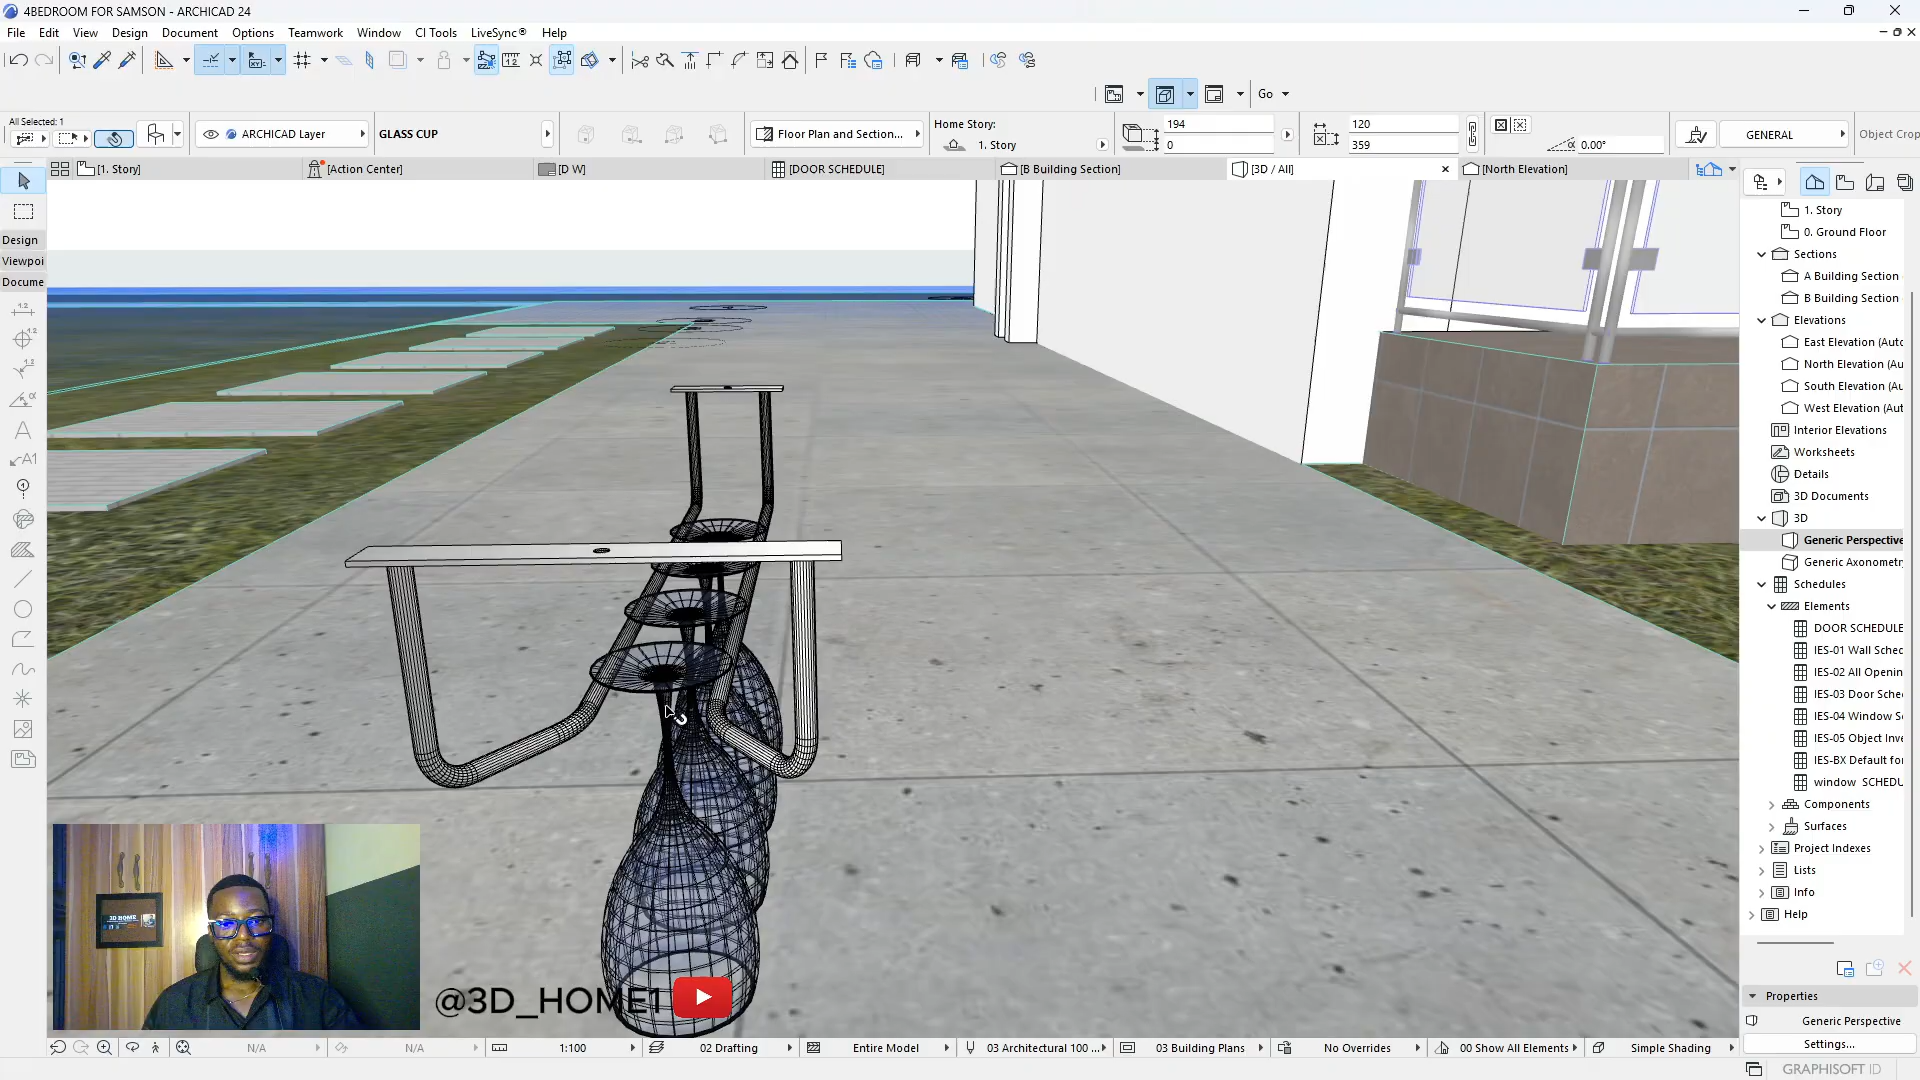 4BEDROOM FOR SAMSON - ARCHICAD 24
File Edit View Design Document Options Teamwork Window CI Tools LiveSync® Help
Go
All Selected: 1
ARCHICAD Layer
GLASS CUP
Floor Plan and Section...
Home Story:
1. Story
194
0
120
359
0.00°
GENERAL
Object Crop
[1. Story]
[Action Center]
[D W]
[DOOR SCHEDULE]
[B Building Section]
[3D / All]
[North Elevation]
Design
Viewpoi
Docume
1. Story
0. Ground Floor
Sections
A Building Section
B Building Section
Elevations
East Elevation (Auto
North Elevation (Au
South Elevation (Au
West Elevation (Aut
Interior Elevations
Worksheets
Details
3D Documents
3D
Generic Perspective
Generic Axonometr
Schedules
Elements
DOOR SCHEDULE
IES-01 Wall Sched
IES-02 All Openin
IES-03 Door Sche
IES-04 Window S
IES-05 Object Inve
IES-BX Default for
window SCHEDU
Components
Surfaces
Project Indexes
Lists
Info
Help
Properties
Generic Perspective
Settings...
3D HOME
@3D_HOME1
N/A
N/A
1:100
02 Drafting
Entire Model
03 Architectural 100 ...
03 Building Plans
No Overrides
00 Show All Elements
Simple Shading
GRAPHISOFT ID